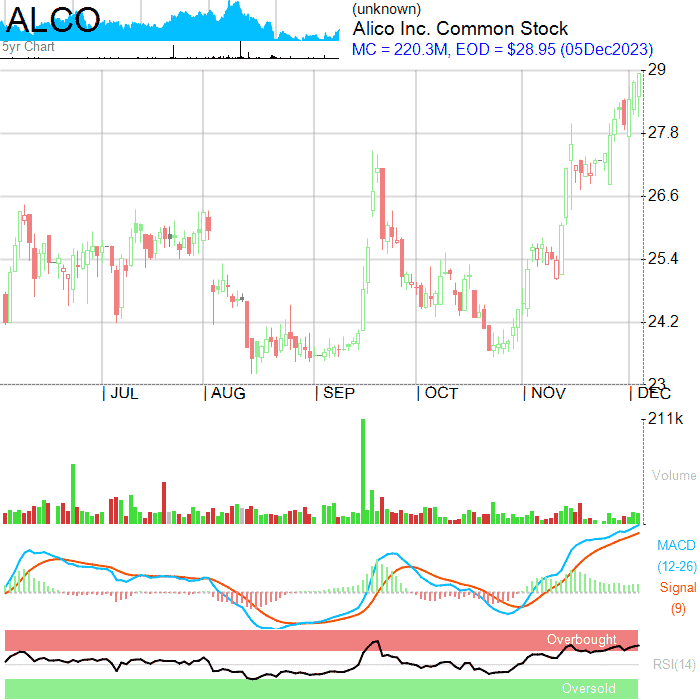 ALCO
5yr Chart
(unknown)
Alico Inc. Common Stock
MC = 220.3M, EOD = $28.95 (05Dec2023)
29
27.8
26.6
25.4
24.2
23
| JUL | AUG | SEP | OCT | NOV | DEC
211k
Volume
MACD
(12-26)
Signal
(9)
Overbought
RSI(14)
Oversold